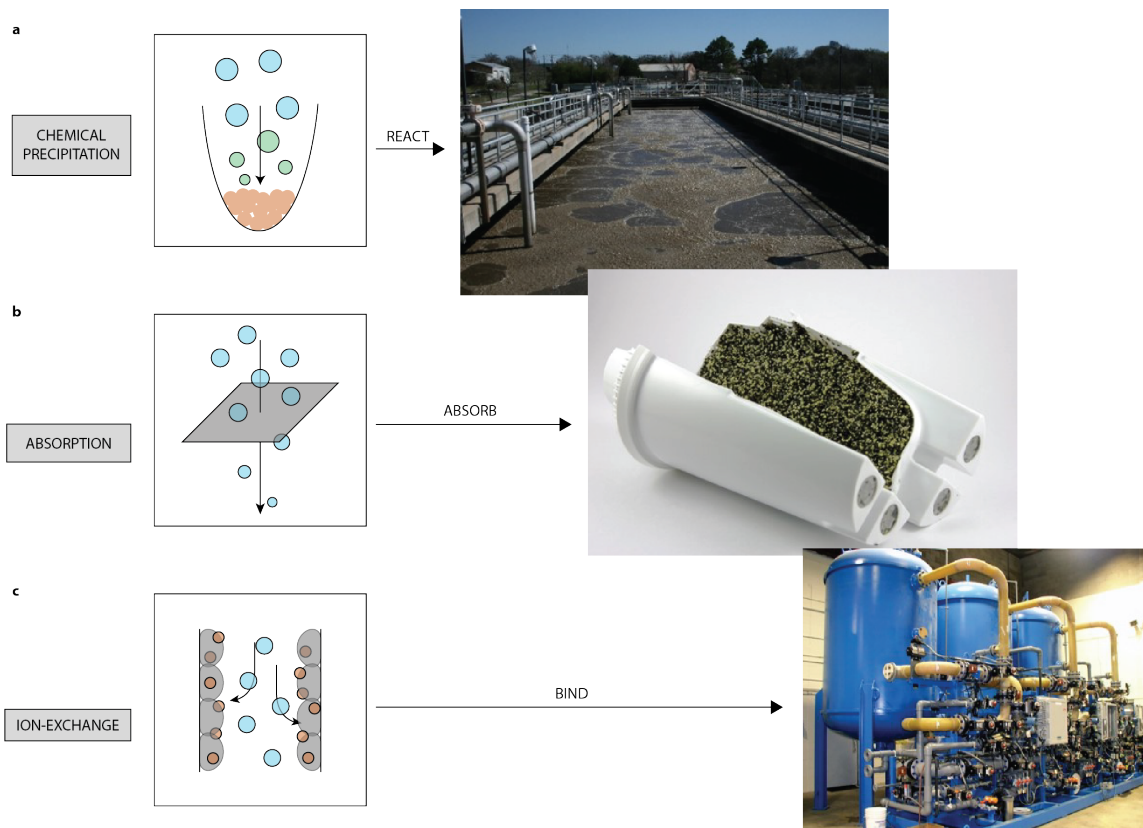 a
CHEMICAL
PRECIPITATION
REACT
b
ABSORPTION
ABSORB
c
ION-EXCHANGE
BIND